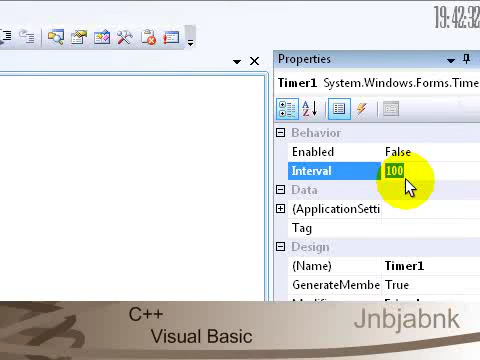 19:42:32
Properties
Timer1 System.Windows.Forms.Time
Behavior
Enabled False
Interval 100
Data
(ApplicationSetti
Tag
Design
(Name) Timer1
GenerateMembe True
C++
Visual Basic
Jnbjabnk